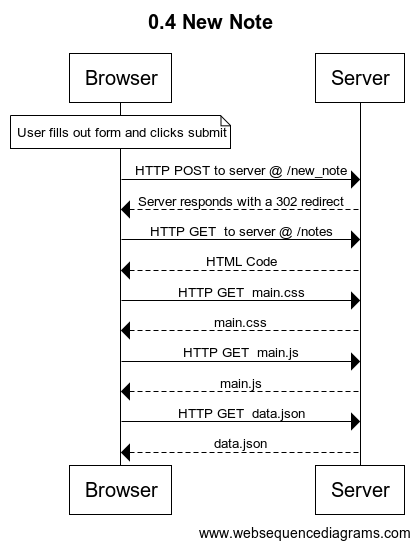 0.4 New Note
Browser
Server
User fills out form and clicks submit
HTTP POST to server @ /new_note
Server responds with a 302 redirect
HTTP GET  to server @ /notes
HTML Code
HTTP GET  main.css
main.css
HTTP GET  main.js
main.js
HTTP GET  data.json
data.json
Browser
Server
www.websequencediagrams.com